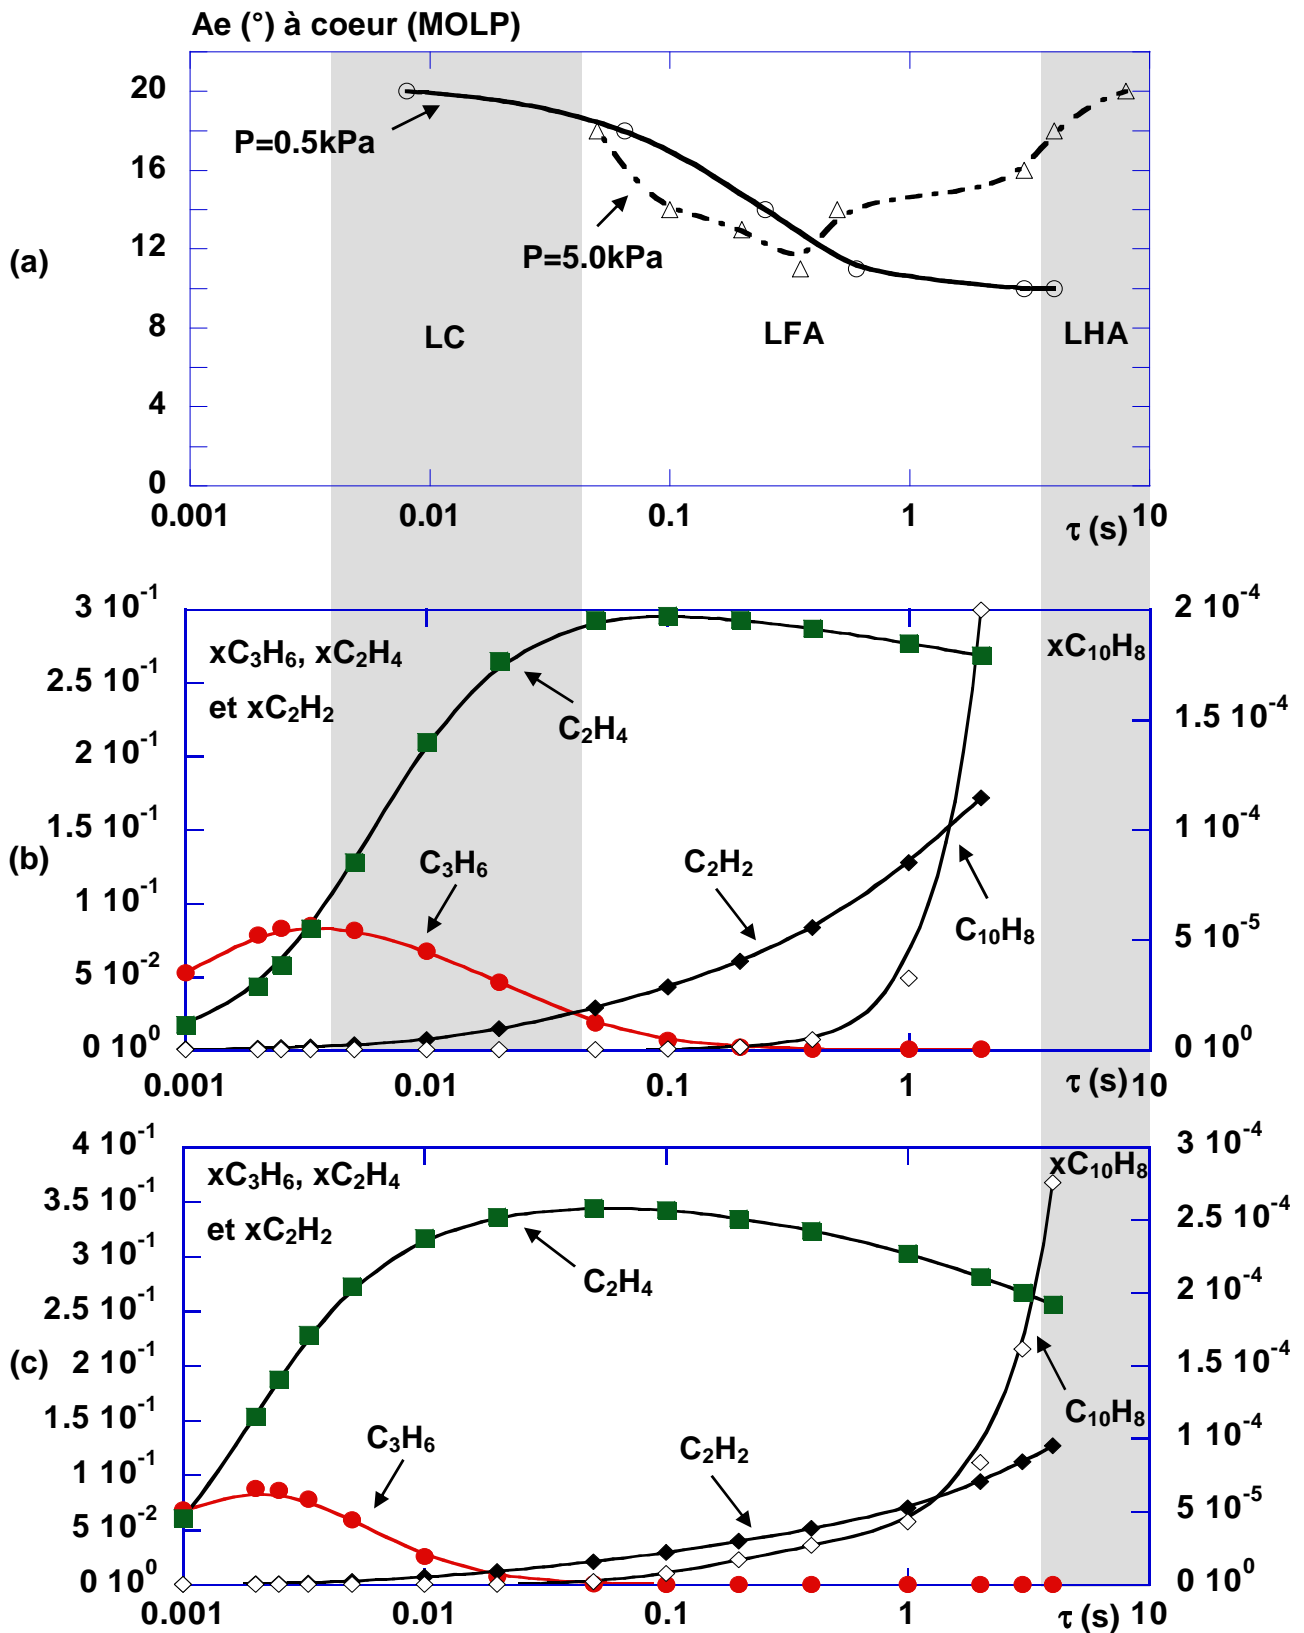 Ae (°) à coeur (MOLP)
20
P=0.5kPa
16
12
P=5.0kPa
(a)
8
LC
LFA
LHA
4
0
0.001
0.01
0.1
1
τ (s)
10
3 10⁻¹
2 10⁻⁴
xC₃H₆, xC₂H₄
xC₁₀H₈
2.5 10⁻¹
et xC₂H₂
C₂H₄
1.5 10⁻⁴
2 10⁻¹
1.5 10⁻¹
1 10⁻⁴
(b)
C₃H₆
C₂H₂
1 10⁻¹
C₁₀H₈
5 10⁻⁵
5 10⁻²
0 10⁰
0 10⁰
0.001
0.01
0.1
1
τ (s)
10
4 10⁻¹
3 10⁻⁴
xC₃H₆, xC₂H₄
xC₁₀H₈
3.5 10⁻¹
et xC₂H₂
2.5 10⁻⁴
3 10⁻¹
C₂H₄
2 10⁻⁴
2.5 10⁻¹
(c)
2 10⁻¹
1.5 10⁻⁴
1.5 10⁻¹
C₃H₆
C₂H₂
C₁₀H₈
1 10⁻⁴
1 10⁻¹
5 10⁻⁵
5 10⁻²
0 10⁰
0 10⁰
0.001
0.01
0.1
1
τ (s)
10